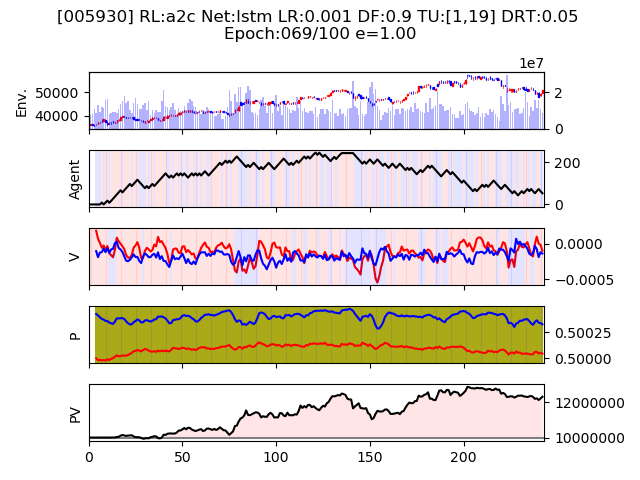 [005930] RL:a2c Net:lstm LR:0.001 DF:0.9 TU:[1,19] DRT:0.05
Epoch:069/100 e=1.00
1e7
Env.
50000
40000
2
0
Agent
200
0
V
0.0000
−0.0005
P
0.50025
0.50000
PV
12000000
10000000
0 50 100 150 200